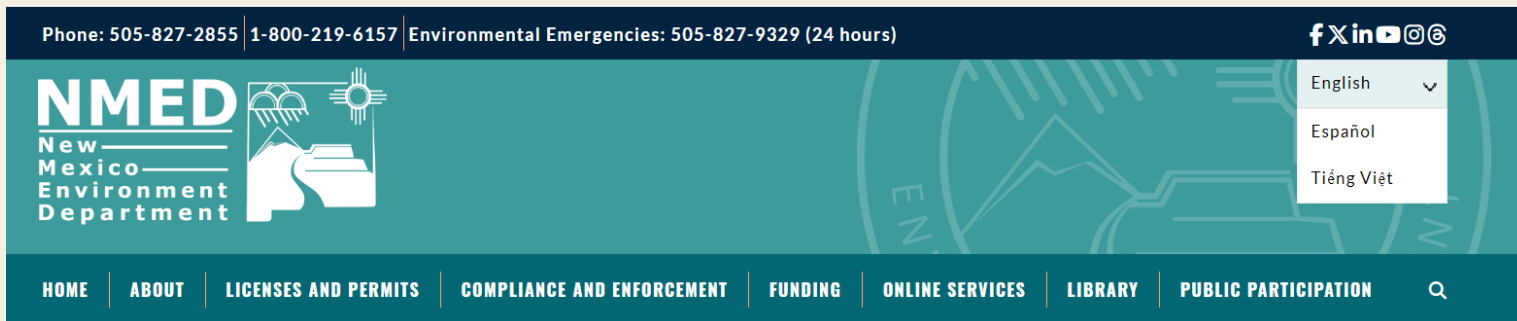 Phone: 505-827-2855 1-800-219-6157 Environmental Emergencies: 505-827-9329 (24 hours)
NMED
New
Mexico
Environment
Department
English
Español
Tiếng Việt
HOME ABOUT LICENSES AND PERMITS COMPLIANCE AND ENFORCEMENT FUNDING ONLINE SERVICES LIBRARY PUBLIC PARTICIPATION